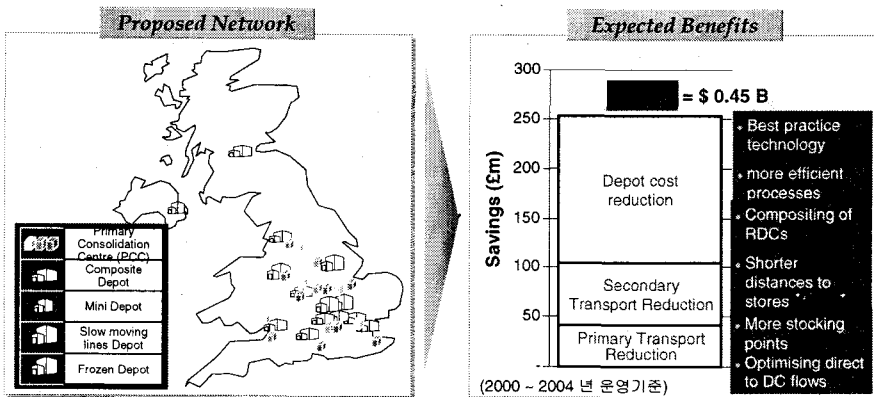 Proposed Network
Primary
Consolidation
Centre (PCC)
Composite
Depot
Mini Depot
Slow moving
lines Depot
Frozen Depot
Expected Benefits
Savings (£m)
300
250
200
150
100
50
= $ 0.45 B
Depot cost
reduction
Secondary
Transport Reduction
Primary Transport
Reduction
• Best practice
technology
• more efficient
processes
• Compositing of
RDCs
• Shorter
distances to
stores
• More stocking
points
• Optimising direct
to DC flows
(2000 ~ 2004 년 운영기준)